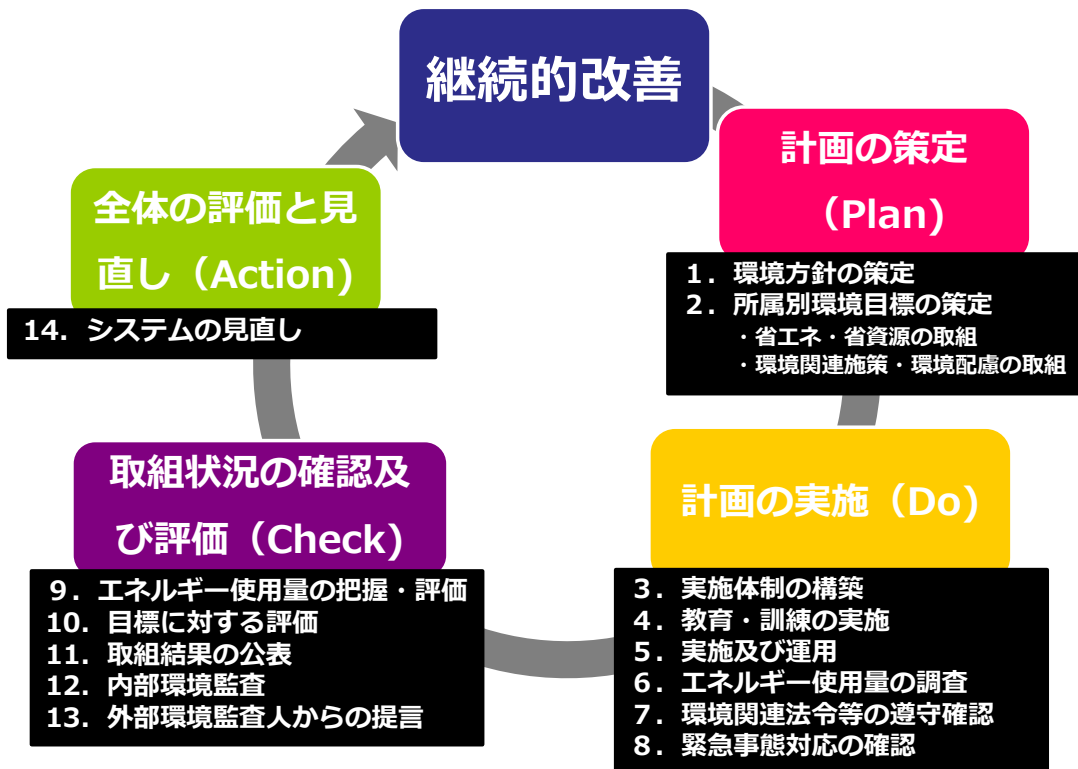 継続的改善
計画の策定
（Plan)
1．環境方針の策定
2．所属別環境目標の策定
・省エネ・省資源の取組
・環境関連施策・環境配慮の取組
計画の実施（Do)
3．実施体制の構築
4．教育・訓練の実施
5．実施及び運用
6．エネルギー使用量の調査
7．環境関連法令等の遵守確認
8．緊急事態対応の確認
取組状況の確認及
び評価（Check)
9．エネルギー使用量の把握・評価
10．目標に対する評価
11．取組結果の公表
12．内部環境監査
13．外部環境監査人からの提言
全体の評価と見
直し（Action)
14．システムの見直し